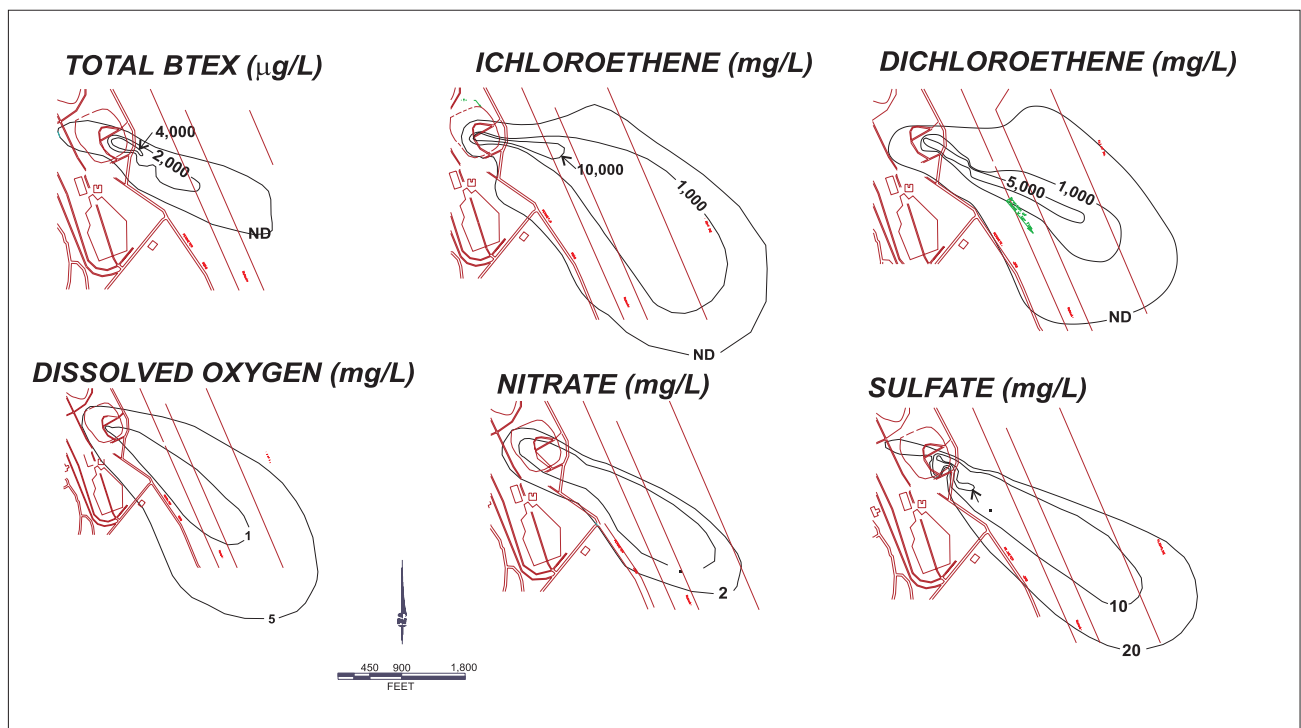 TOTAL BTEX (μg/L)
ICHLOROETHENE (mg/L)
DICHLOROETHENE (mg/L)
4,000
2,000
ND
10,000
1,000
ND
5,000
1,000
ND
DISSOLVED OXYGEN (mg/L)
NITRATE (mg/L)
SULFATE (mg/L)
1
5
2
10
20
450 900 1,800
FEET